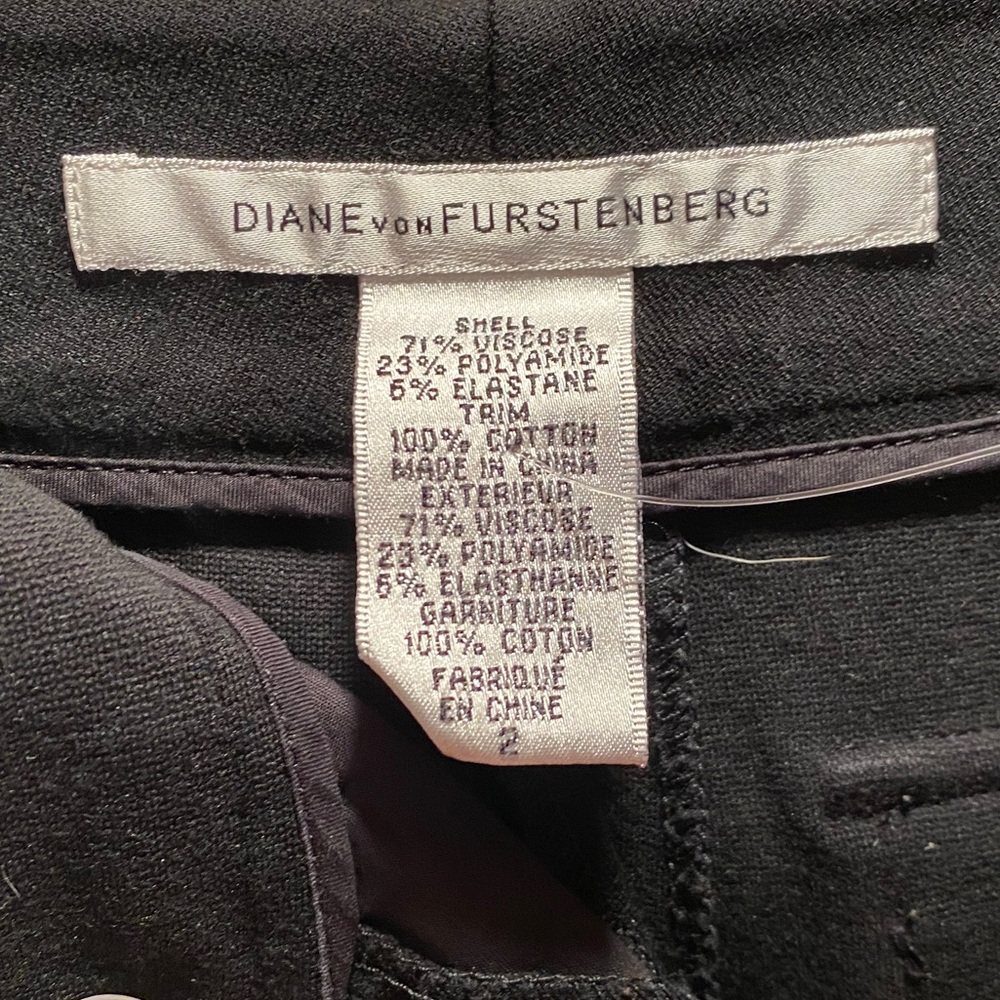 DIANE VON FURSTENBERG
SHELL
71% VISCOSE
23% POLYAMIDE
6% ELASTANE
TRIM
100% COTTON
MADE IN CHINA
EXTERIEUR
71% VISCOSE
23% POLYAMIDE
6% ELASTHANNE
GARNITURE
100% COTON
FABRIQUÉ
EN CHINE
2